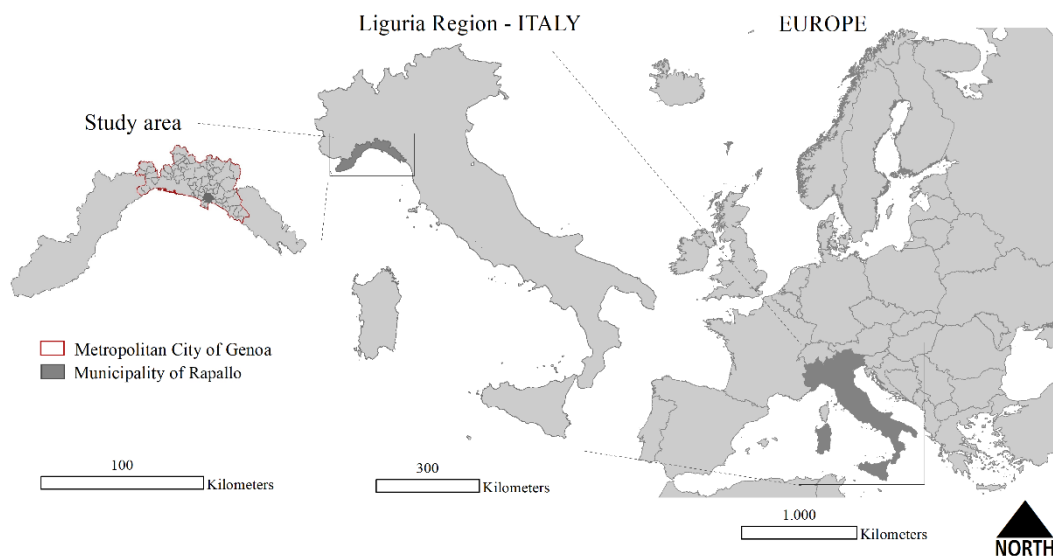 Liguria Region - ITALY
EUROPE
Study area
Metropolitan City of Genoa
Municipality of Rapallo
100
Kilometers
300
Kilometers
1.000
Kilometers
NORTH